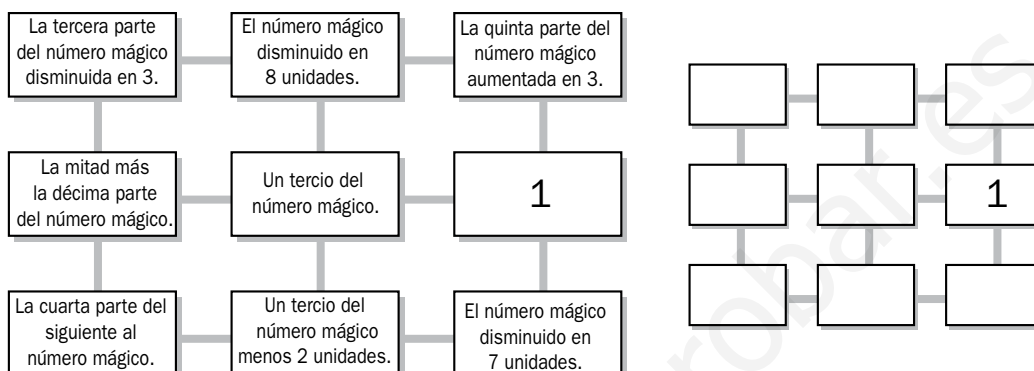 La tercera parte
del número mágico
disminuida en 3.
El número mágico
disminuido en
8 unidades.
La quinta parte del
número mágico
aumentada en 3.
La mitad más
la décima parte
del número mágico.
Un tercio del
número mágico.
1
La cuarta parte del
siguiente al
número mágico.
Un tercio del
número mágico
menos 2 unidades.
El número mágico
disminuido en
7 unidades.
1
robar.es